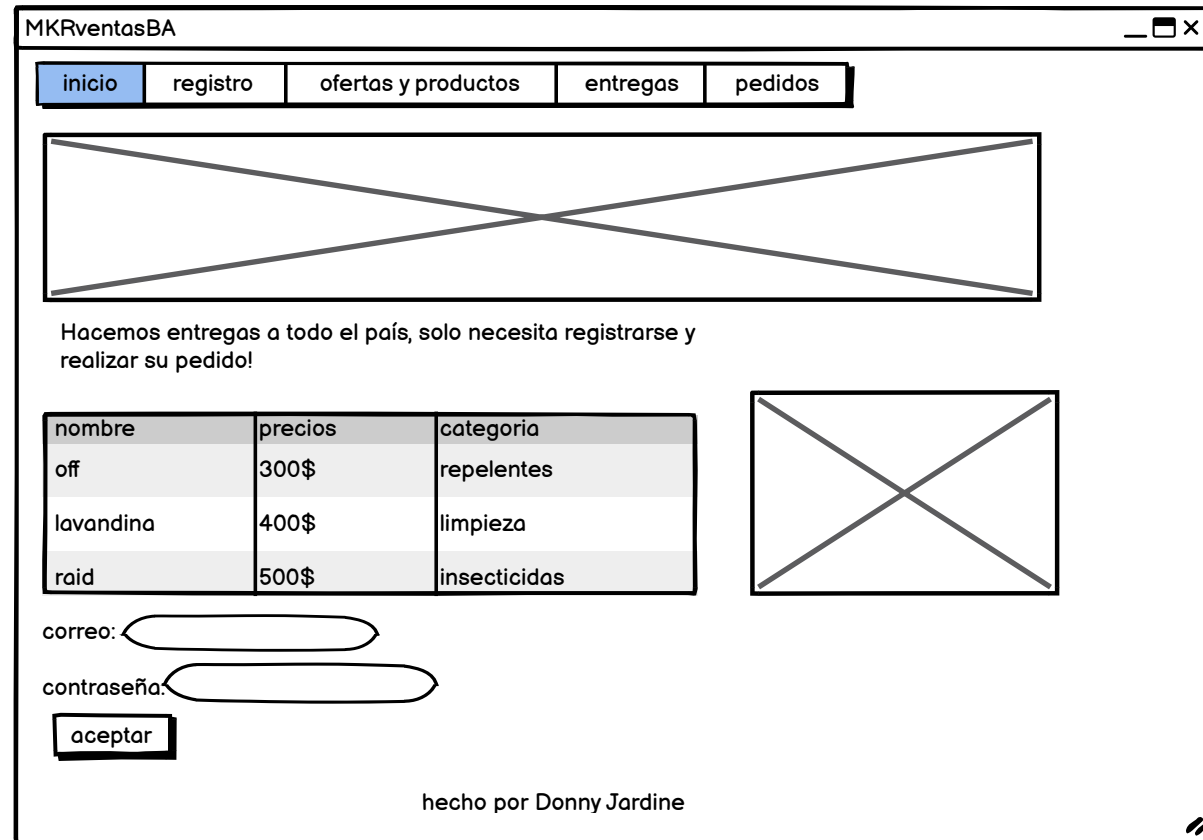 MKRventasBA
inicio registro ofertas y productos entregas pedidos
Hacemos entregas a todo el país, solo necesita registrarse y
realizar su pedido!
nombre precios categoria
off 300$ repelentes
lavandina 400$ limpieza
raid 500$ insecticidas
correo:
contraseña:
aceptar
hecho por Donny Jardine